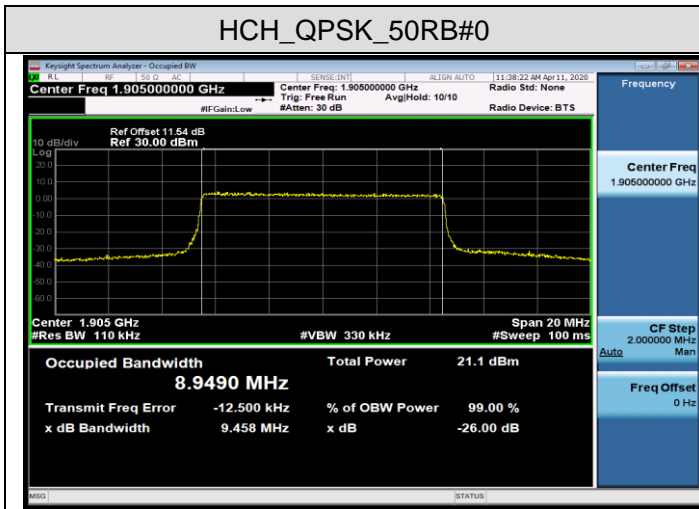 HCH_QPSK_50RB#0
Keysight Spectrum Analyzer - Occupied BW
RL RF 50 Ω AC SENSE:INT ALIGN AUTO 11:38:22 AM Apr 11, 2020
Center Freq 1.905000000 GHz Center Freq: 1.905000000 GHz Radio Std: None Frequency
Trig: Free Run Avg|Hold: 10/10
#IFGain:Low #Atten: 30 dB Radio Device: BTS
Ref Offset 11.54 dB
10 dB/div Ref 30.00 dBm
Log
20.0
10.0
0.00
-10.0
-20.0
-30.0
-40.0
-50.0
-60.0
Center Freq
1.905000000 GHz
Center 1.905 GHz Span 20 MHz
#Res BW 110 kHz #VBW 330 kHz #Sweep 100 ms
CF Step
2.000000 MHz
Auto Man
Occupied Bandwidth Total Power 21.1 dBm
8.9490 MHz
Freq Offset
0 Hz
Transmit Freq Error -12.500 kHz % of OBW Power 99.00 %
x dB Bandwidth 9.458 MHz x dB -26.00 dB
MSG STATUS